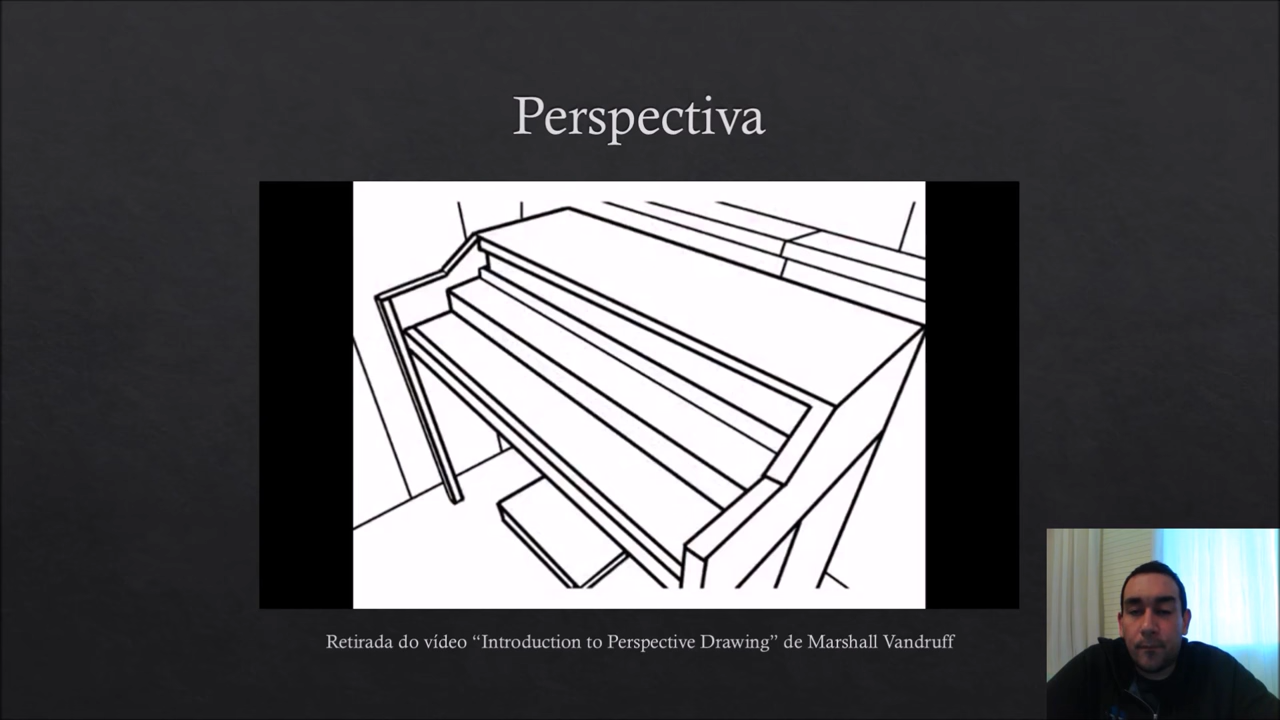 Perspectiva
Retirada do vídeo “Introduction to Perspective Drawing” de Marshall Vandruff